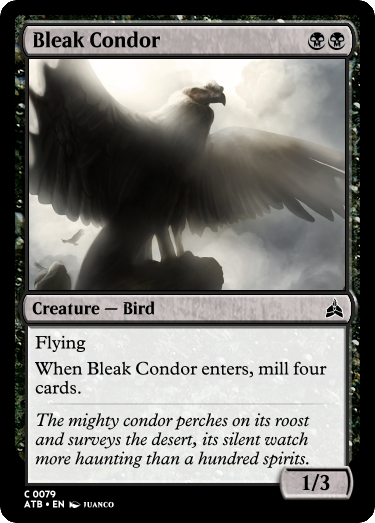 Bleak Condor
Creature — Bird
Flying
When Bleak Condor enters, mill four
cards.
The mighty condor perches on its roost
and surveys the desert, its silent watch
more haunting than a hundred spirits.
1/3
C 0079
ATB • EN JUANCO